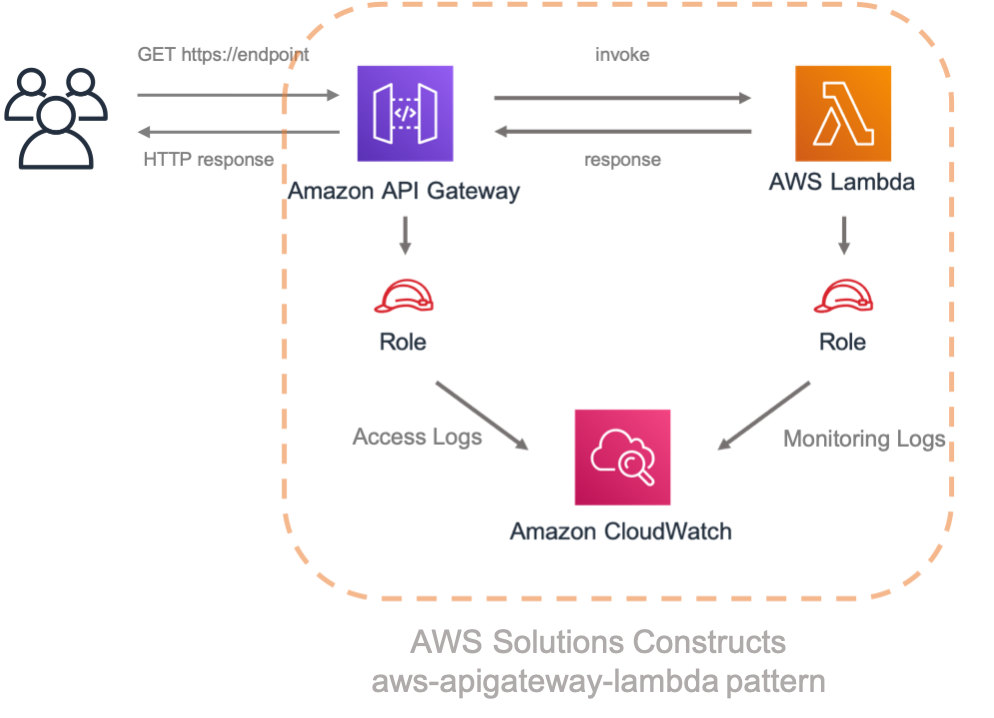 GET https://endpoint
invoke
</>
HTTP response
response
Amazon API Gateway
AWS Lambda
Role
Role
Access Logs
Monitoring Logs
Amazon CloudWatch
AWS Solutions Constructs
aws-apigateway-lambda pattern